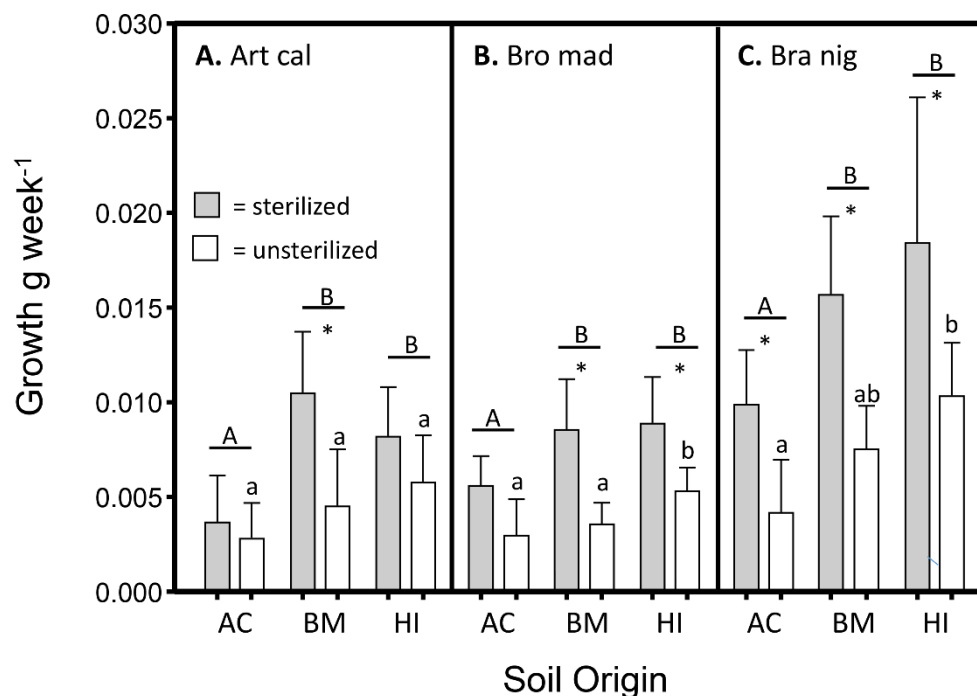 Growth g week⁻¹
0.030
0.025
0.020
0.015
0.010
0.005
0.000
A. Art cal
= sterilized
= unsterilized
B
*
B
A
a
a
a
AC BM HI
B. Bro mad
B B
* *
A
a a b
AC BM HI
C. Bra nig
B
*
B
*
A
*
b
ab
a
AC BM HI
Soil Origin